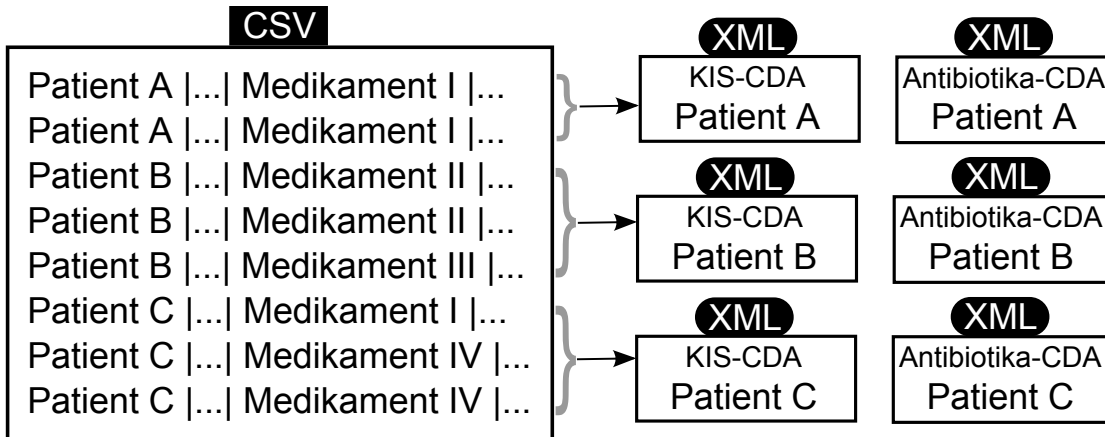 CSV
Patient A |...| Medikament I |...
Patient A |...| Medikament I |...
Patient B |...| Medikament II |...
Patient B |...| Medikament II |...
Patient B |...| Medikament III |...
Patient C |...| Medikament I |...
Patient C |...| Medikament IV |...
Patient C |...| Medikament IV |...
XML
KIS-CDA
Patient A
XML
Antibiotika-CDA
Patient A
XML
KIS-CDA
Patient B
XML
Antibiotika-CDA
Patient B
XML
KIS-CDA
Patient C
XML
Antibiotika-CDA
Patient C